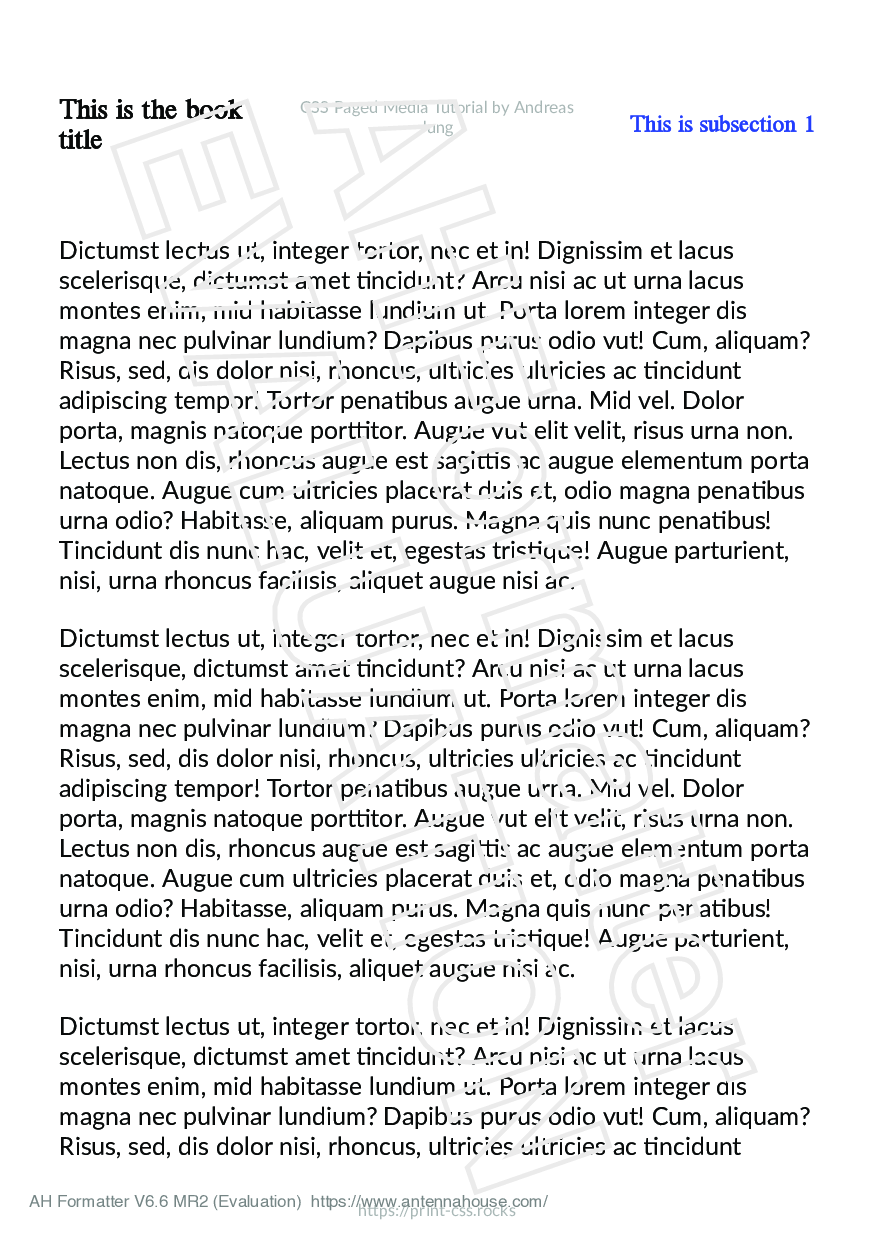 This is the book
title
CSS Paged Media Tutorial by Andreas
Jung
This is subsection 1
Dictumst lectus ut, integer tortor, nec et in! Dignissim et lacus
scelerisque, dictumst amet tincidunt? Arcu nisi ac ut urna lacus
montes enim, mid habitasse lundium ut. Porta lorem integer dis
magna nec pulvinar lundium? Dapibus purus odio vut! Cum, aliquam?
Risus, sed, dis dolor nisi, rhoncus, ultricies ultricies ac tincidunt
adipiscing tempor! Tortor penatibus augue urna. Mid vel. Dolor
porta, magnis natoque porttitor. Augue vut elit velit, risus urna non.
Lectus non dis, rhoncus augue est sagittis ac augue elementum porta
natoque. Augue cum ultricies placerat duis et, odio magna penatibus
urna odio? Habitasse, aliquam purus. Magna quis nunc penatibus!
Tincidunt dis nunc hac, velit et, egestas tristique! Augue parturient,
nisi, urna rhoncus facilisis, aliquet augue nisi ac.
Dictumst lectus ut, integer tortor, nec et in! Dignissim et lacus
scelerisque, dictumst amet tincidunt? Arcu nisi ac ut urna lacus
montes enim, mid habitasse lundium ut. Porta lorem integer dis
magna nec pulvinar lundium? Dapibus purus odio vut! Cum, aliquam?
Risus, sed, dis dolor nisi, rhoncus, ultricies ultricies ac tincidunt
adipiscing tempor! Tortor penatibus augue urna. Mid vel. Dolor
porta, magnis natoque porttitor. Augue vut elit velit, risus urna non.
Lectus non dis, rhoncus augue est sagittis ac augue elementum porta
natoque. Augue cum ultricies placerat duis et, odio magna penatibus
urna odio? Habitasse, aliquam purus. Magna quis nunc penatibus!
Tincidunt dis nunc hac, velit et, egestas tristique! Augue parturient,
nisi, urna rhoncus facilisis, aliquet augue nisi ac.
Dictumst lectus ut, integer tortor, nec et in! Dignissim et lacus
scelerisque, dictumst amet tincidunt? Arcu nisi ac ut urna lacus
montes enim, mid habitasse lundium ut. Porta lorem integer dis
magna nec pulvinar lundium? Dapibus purus odio vut! Cum, aliquam?
Risus, sed, dis dolor nisi, rhoncus, ultricies ultricies ac tincidunt
AH Formatter V6.6 MR2 (Evaluation) https://www.antennahouse.com/
https://print-css.rocks
AH Formatter
EVALUATION